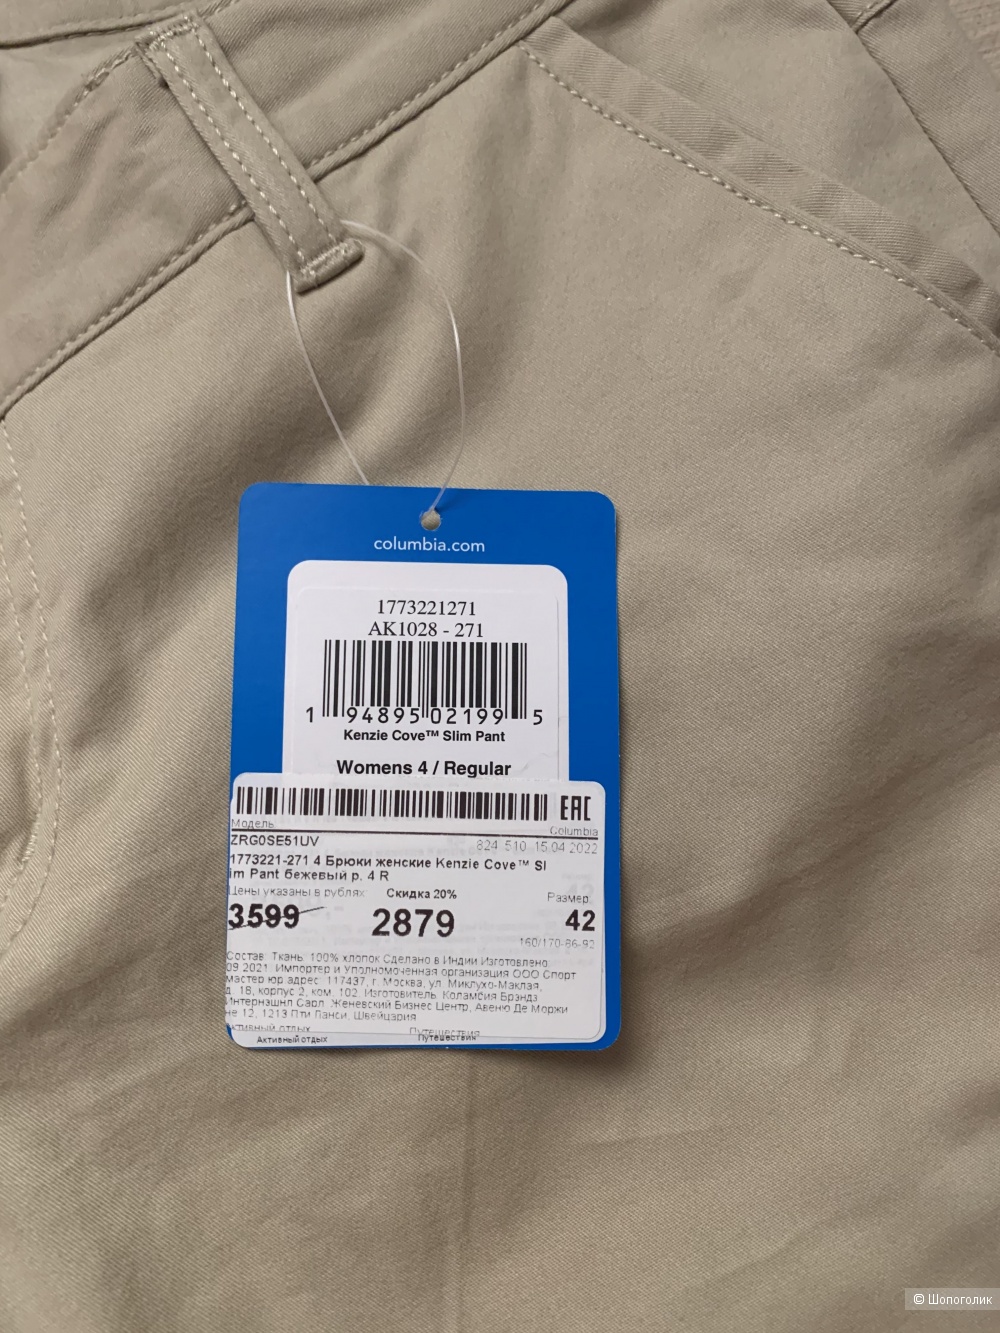 columbia.com
1773221271
AK1028 - 271
1 94895 02199 5
Kenzie Cove™ Slim Pant
Womens 4 / Regular
EAC
Модель
Columbia
ZRG0SE51UV
824 510 15.04.2022
1773221-271 4 Брюки женские Kenzie Cove™ Sl
im Pant бежевый р. 4 R
Цены указаны в рублях
Скидка 20%
Размер
3599
2879
42
160/170-86-92
Состав: Ткань: 100% хлопок Сделано в Индии Изготовлено:
09.2021 Импортер и Уполномоченная организация ООО Спорт
мастер юр.адрес: 117437, г. Москва, ул. Миклухо-Маклая,
д. 18, корпус 2, ком. 102. Изготовитель: Коламбия Брэндз
Интернэшнл Сарл. Женевский Бизнес Центр, Авеню Де Моржи
не 12, 1213 Пти Ланси, Швейцария
Активный отдых
Путешествия
Активный отдых
Путешествия
© Шопоголик